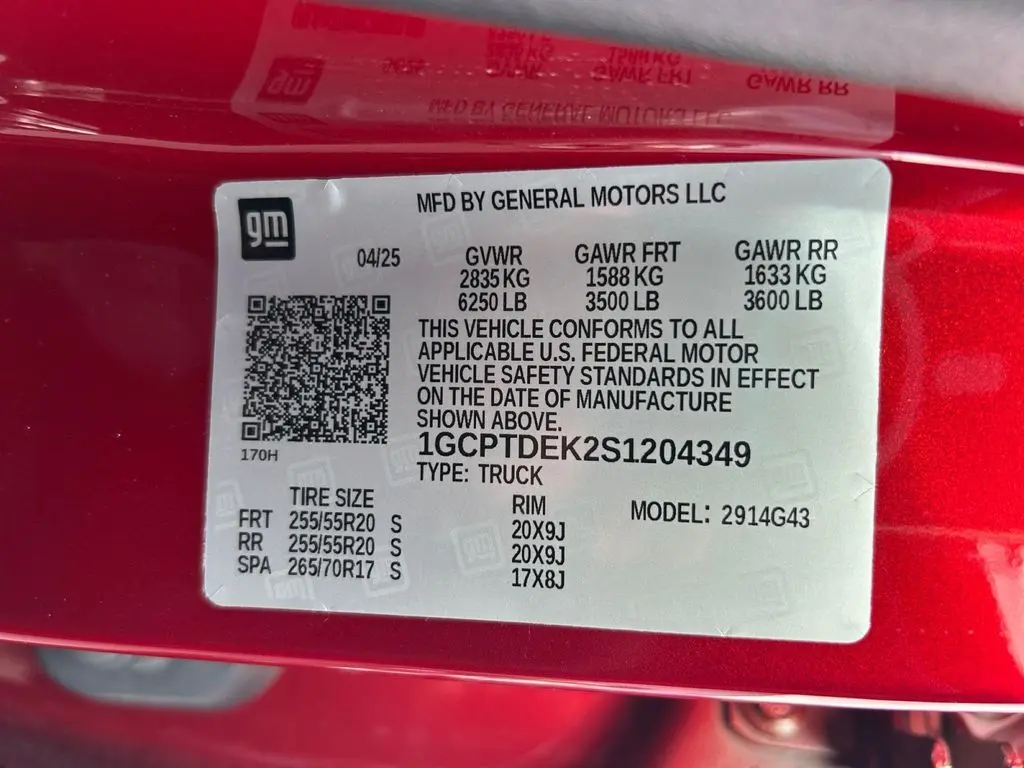 MFD BY GENERAL MOTORS LLC
gm
04/25
GVWR GAWR FRT GAWR RR
2835 KG 1588 KG 1633 KG
6250 LB 3500 LB 3600 LB
THIS VEHICLE CONFORMS TO ALL
APPLICABLE U.S. FEDERAL MOTOR
VEHICLE SAFETY STANDARDS IN EFFECT
ON THE DATE OF MANUFACTURE
SHOWN ABOVE.
1GCPTDEK2S1204349
170H
TYPE: TRUCK
TIRE SIZE RIM MODEL: 2914G43
FRT 255/55R20 S 20X9J
RR 255/55R20 S 20X9J
SPA 265/70R17 S 17X8J